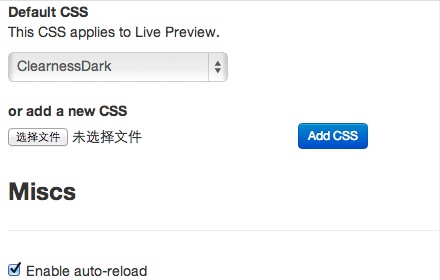 Default CSS
This CSS applies to Live Preview.
ClearnessDark
or add a new CSS
选择文件 未选择文件 Add CSS
Miscs
Enable auto-reload